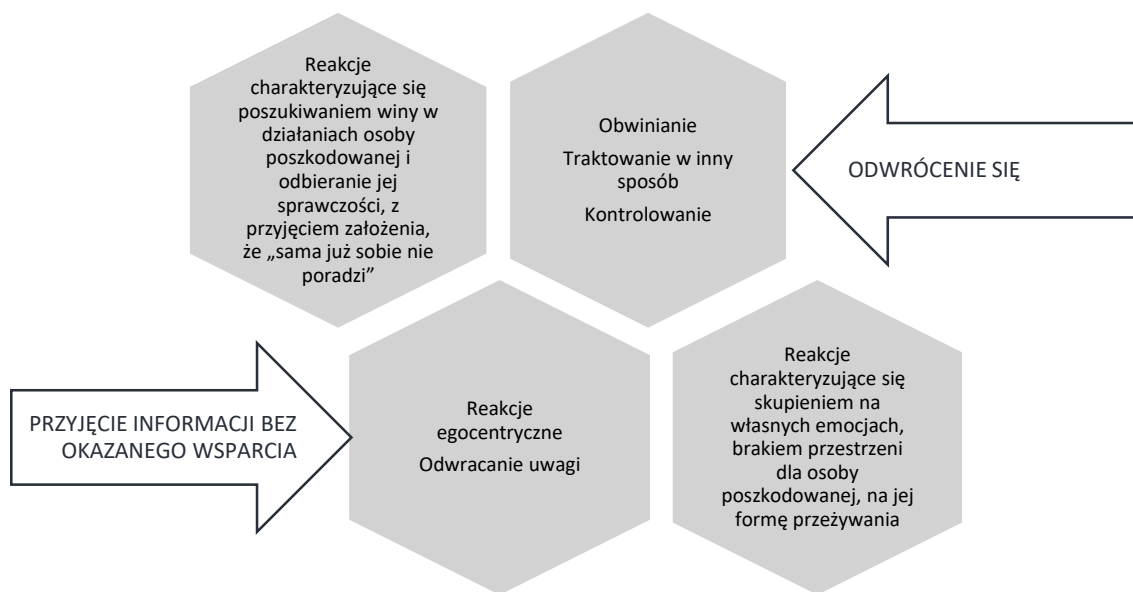 Reakcje
charakteryzujące się
poszukiwaniem winy w
działaniach osoby
poszkodowanej i
odbieranie jej
sprawczości, z
przyjęciem założenia,
że „sama już sobie nie
poradzi”
Obwinianie
Traktowanie w inny
sposób
Kontrolowanie
ODWRÓCENIE SIĘ
PRZYJĘCIE INFORMACJI BEZ
OKAZANEGO WSPARCIA
Reakcje
egocentryczne
Odwracanie uwagi
Reakcje
charakteryzujące się
skupieniem na
własnych emocjach,
brakiem przestrzeni
dla osoby
poszkodowanej, na jej
formę przeżywania